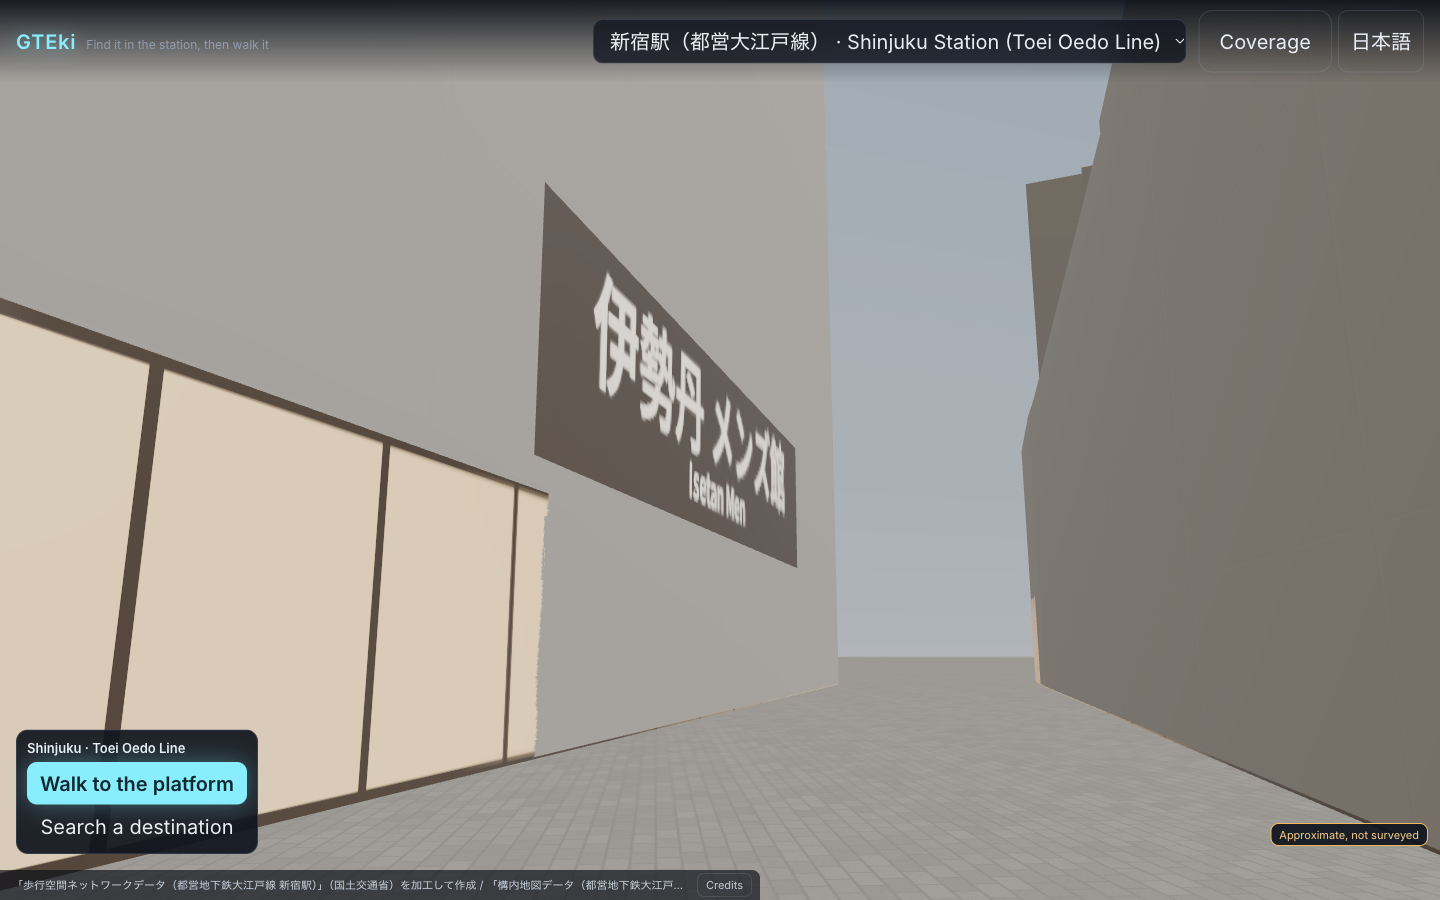 GTEki
Find it in the station, then walk it
新宿駅（都営大江戸線） · Shinjuku Station (Toei Oedo Line)
Coverage
日本語
伊勢丹 メンズ館
Isetan Men
Shinjuku · Toei Oedo Line
Walk to the platform
Search a destination
Approximate, not surveyed
「歩行空間ネットワークデータ（都営地下鉄大江戸線 新宿駅）」（国土交通省）を加工して作成 / 「構内地図データ（都営地下鉄大江戸...
Credits